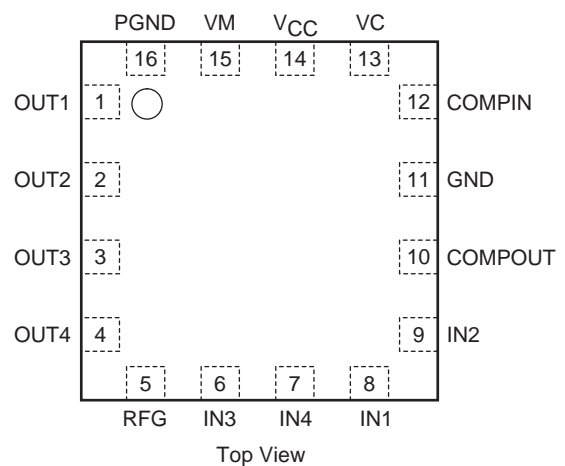 PGND VM VCC VC
16 15 14 13
OUT1 1 12 COMPIN
OUT2 2 11 GND
OUT3 3 10 COMPOUT
OUT4 4 9 IN2
5 6 7 8
RFG IN3 IN4 IN1
Top View